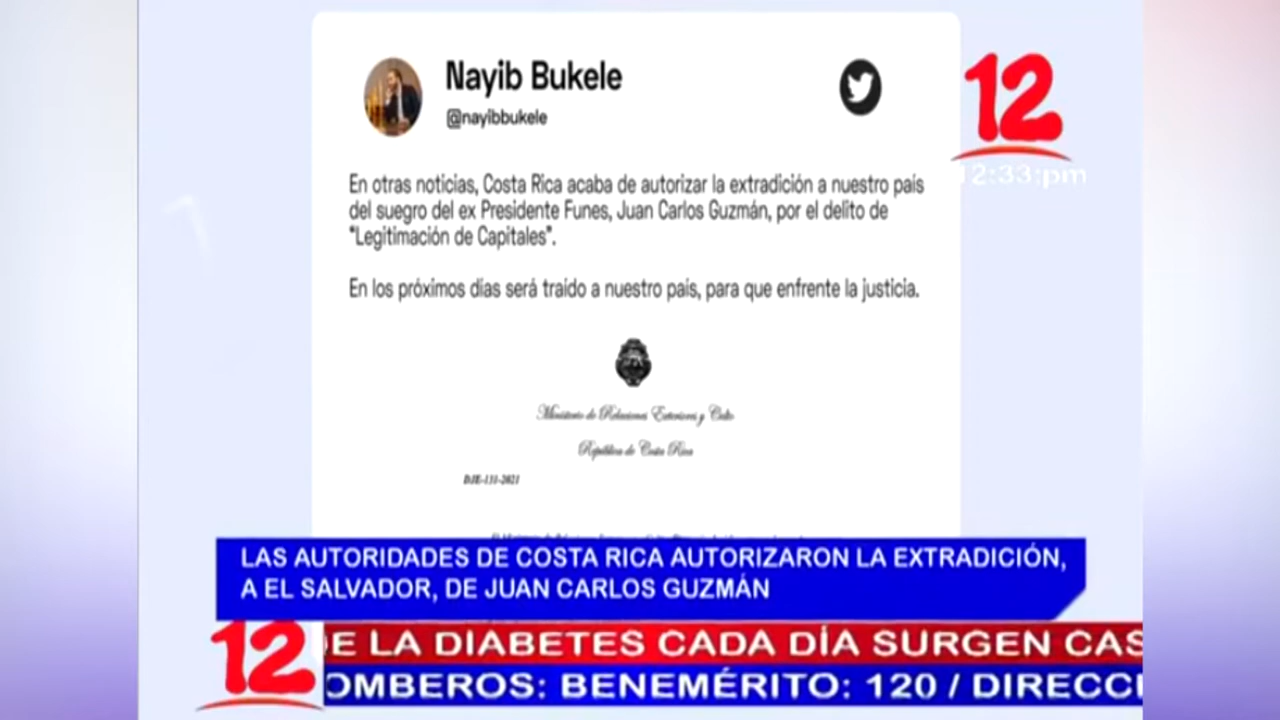 Nayib Bukele
@nayibbukele
12
12:33:pm
En otras noticias, Costa Rica acaba de autorizar la extradición a nuestro país
del suegro del ex Presidente Funes, Juan Carlos Guzmán, por el delito de
“Legitimación de Capitales”.
En los próximos días será traído a nuestro país, para que enfrente la justicia.
Ministerio de Relaciones Exteriores y Culto
República de Costa Rica
DJE-131-2021
LAS AUTORIDADES DE COSTA RICA AUTORIZARON LA EXTRADICIÓN,
A EL SALVADOR, DE JUAN CARLOS GUZMÁN
12
DE LA DIABETES CADA DÍA SURGEN CAS
OMBEROS: BENEMÉRITO: 120 / DIRECCI